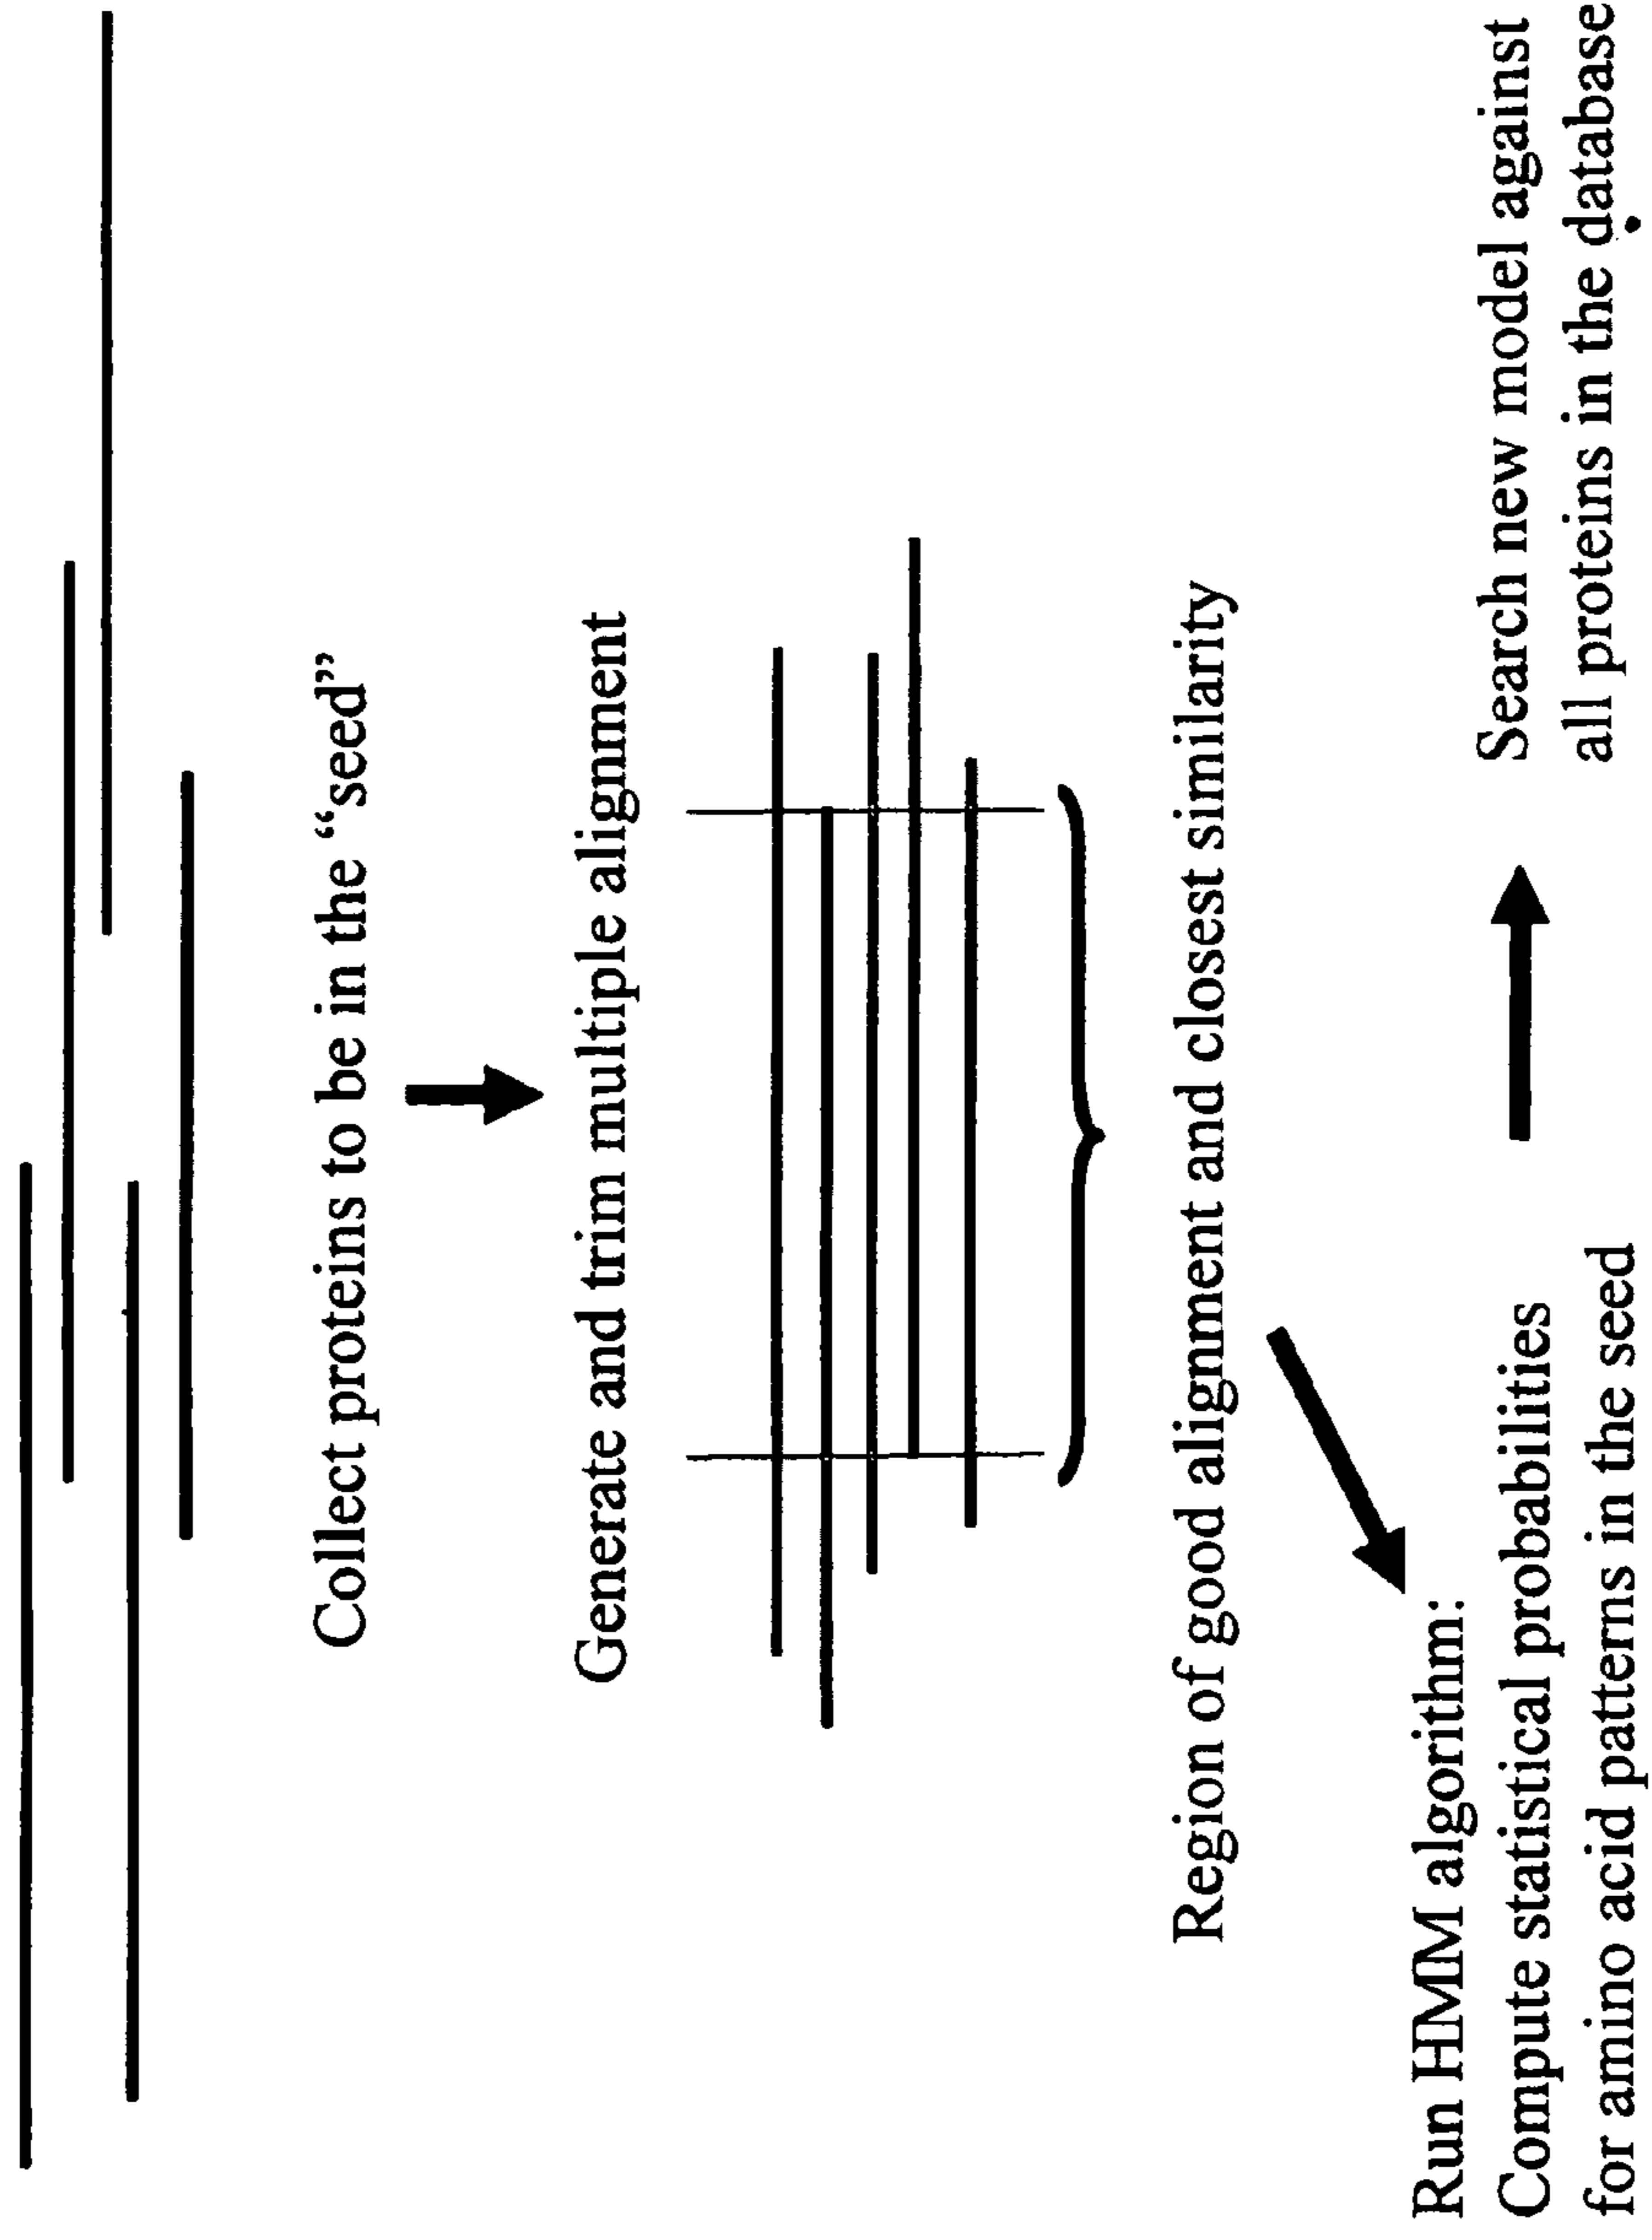 Collect proteins to be in the “seed”
Generate and trim multiple alignment
Region of good alignment and closest similarity
Run HMM algorithm:
Compute statistical probabilities
for amino acid patterns in the seed
Search new model against
all proteins in the database